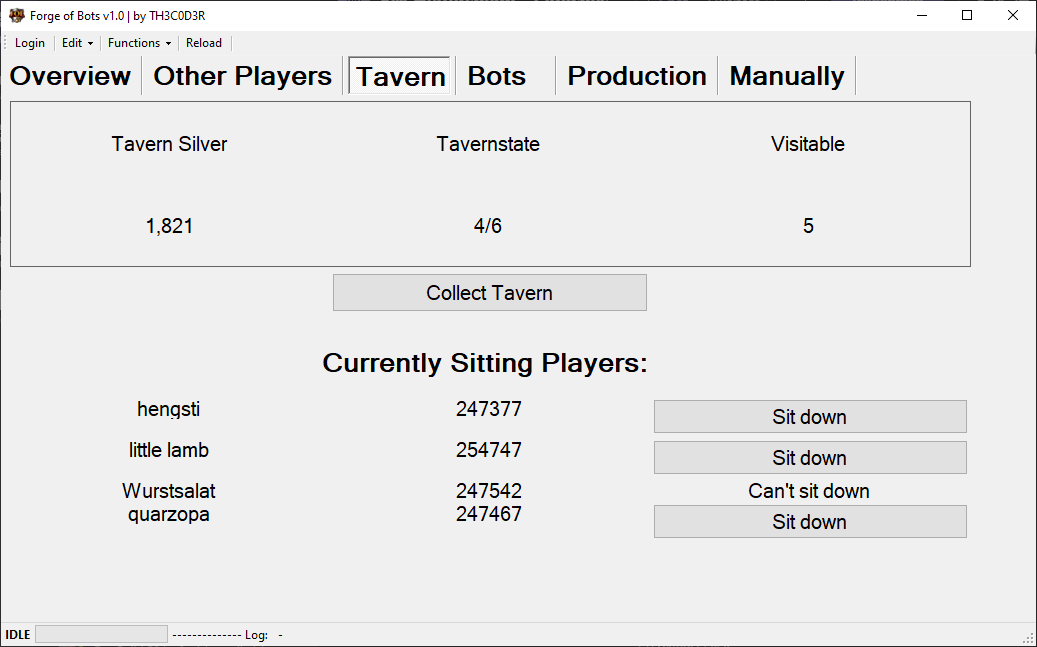 Forge of Bots v1.0 | by TH3C0D3R
Login Edit Functions Reload
Overview Other Players Tavern Bots Production Manually
Tavern Silver Tavernstate Visitable
1,821 4/6 5
Collect Tavern
Currently Sitting Players:
hengsti 247377 Sit down
little lamb 254747 Sit down
Wurstsalat 247542 Can't sit down
quarzopa 247467 Sit down
IDLE -------------- Log: -